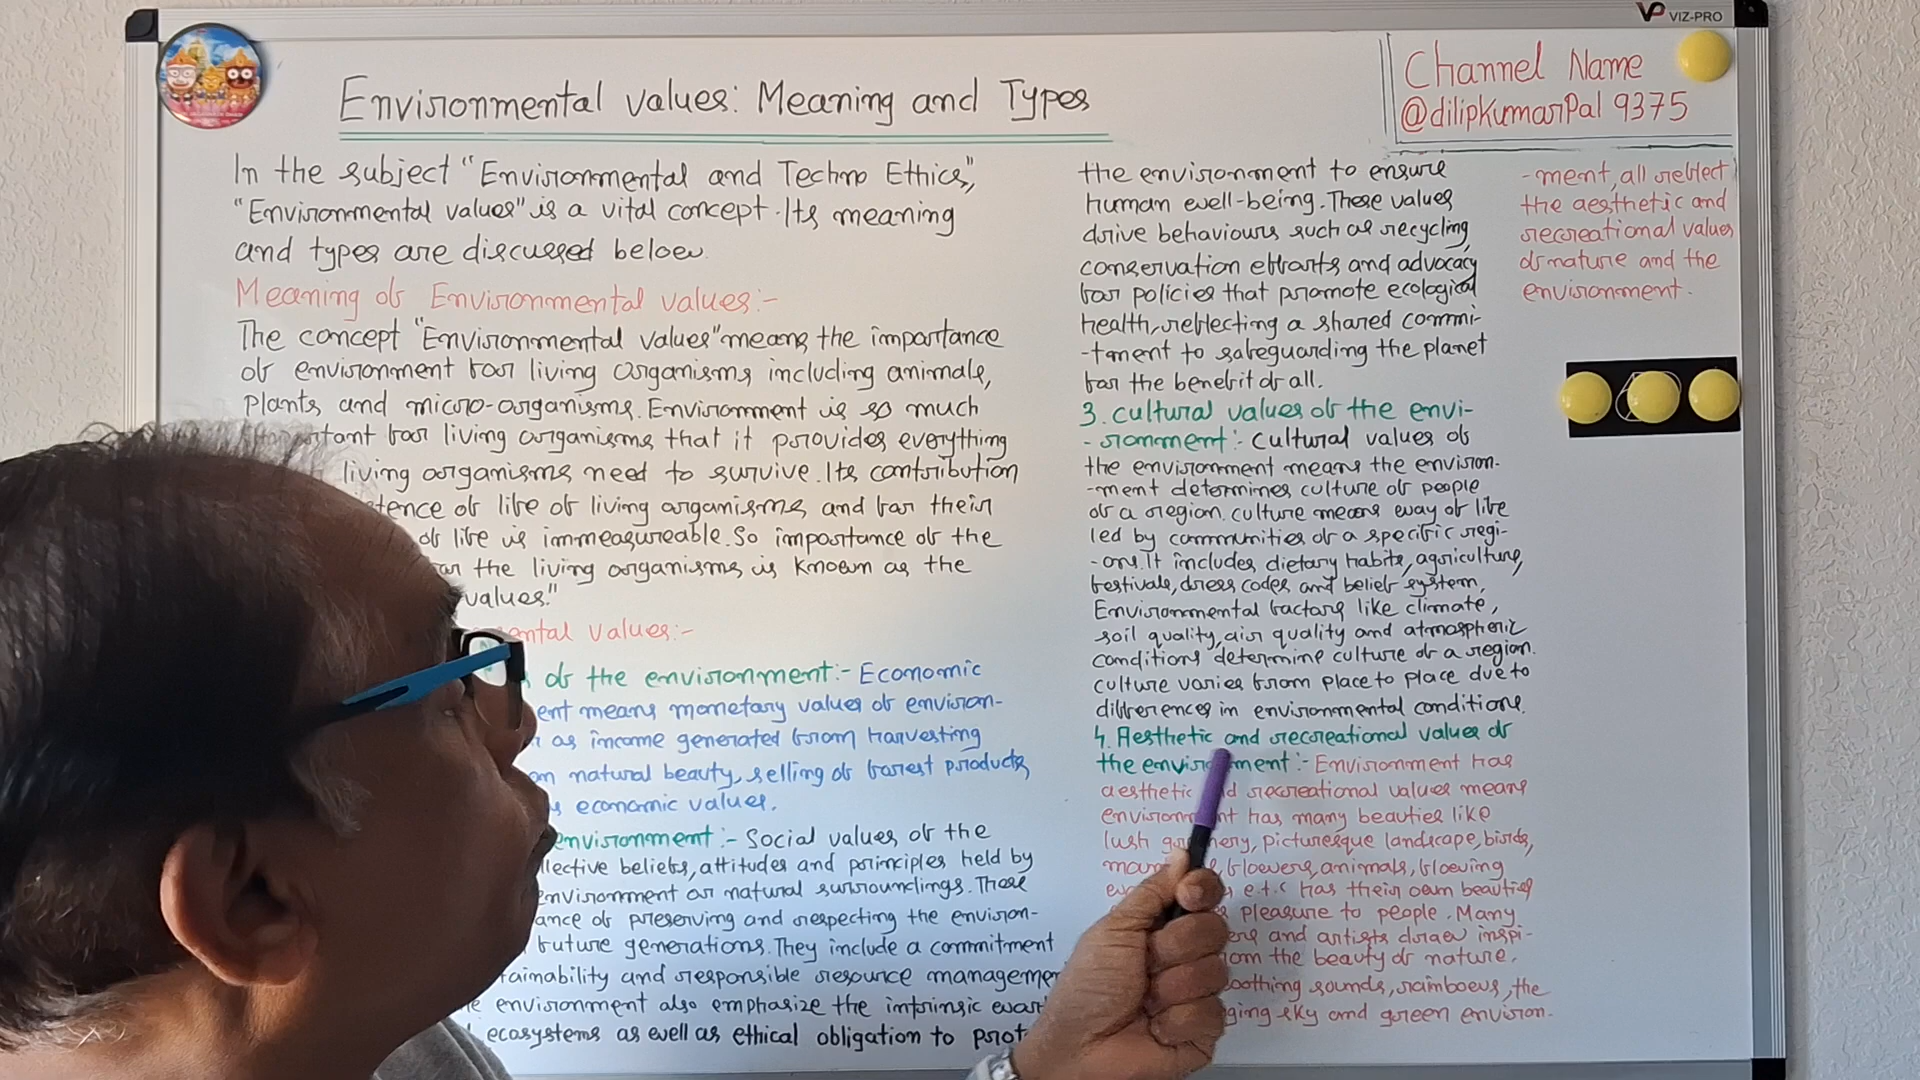 VP VIZ-PRO
Environmental values: Meaning and Types
Channel Name
@dilipkumarPal 9375
In the subject "Environmental and Techno Ethics",
"Environmental values" is a vital concept. Its meaning
and types are discussed below.
Meaning of Environmental values:-
The concept "Environmental values" means the importance
of environment for living organisms including animals,
Plants and micro-organisms. Environment is so much
for living organisms that it provides everything
living organisms need to survive. Its contribution
of life of living organisms and for their
of life is immeasureable. So importance of the
the living organisms is known as the
values."
values:-
of the environment:- Economic
means monetary values of environ-
as income generated from harvesting
natural beauty, selling of forest products,
economic values.
environment:- Social values of the
beliefs, attitudes and principles held by
environment or natural surroundings. These
of preserving and respecting the environ-
future generations. They include a commitment
and responsible resource
environment also emphasize the intrinsic
ecosystems as well as ethical obligation to
the environment to ensure
human well-being. These values
drive behaviours such as recycling,
conservation efforts and advocacy
for policies that promote ecological
health, reflecting a shared commi-
-tment to safeguarding the planet
for the benefit of all.
3. Cultural values of the envi-
-ronment:- Cultural values of
the environment means the environ-
-ment determines culture of people
of a region. Culture means way of life
led by communities of a specific regi-
-ons. It includes dietary habits, agriculture,
festivals, dress codes and belief system.
Environmental factors like climate,
soil quality, air quality and atmospheric
conditions determine culture of a region.
culture varies from place to place due to
differences in environmental conditions.
4. Aesthetic and recreational values of
the environment:- Environment has
aesthetic and recreational values means
environment has many beauties like
lush greenery, picturesque landscape, birds,
flowers, animals, flowing
e.t.c has their own beauties
pleasure to people. Many
and artists draw inspi-
the beauty of nature.
soothing sounds, rainbows, the
sky and green environ-
-ment, all reflect
the aesthetic and
recreational values
of nature and the
environment.